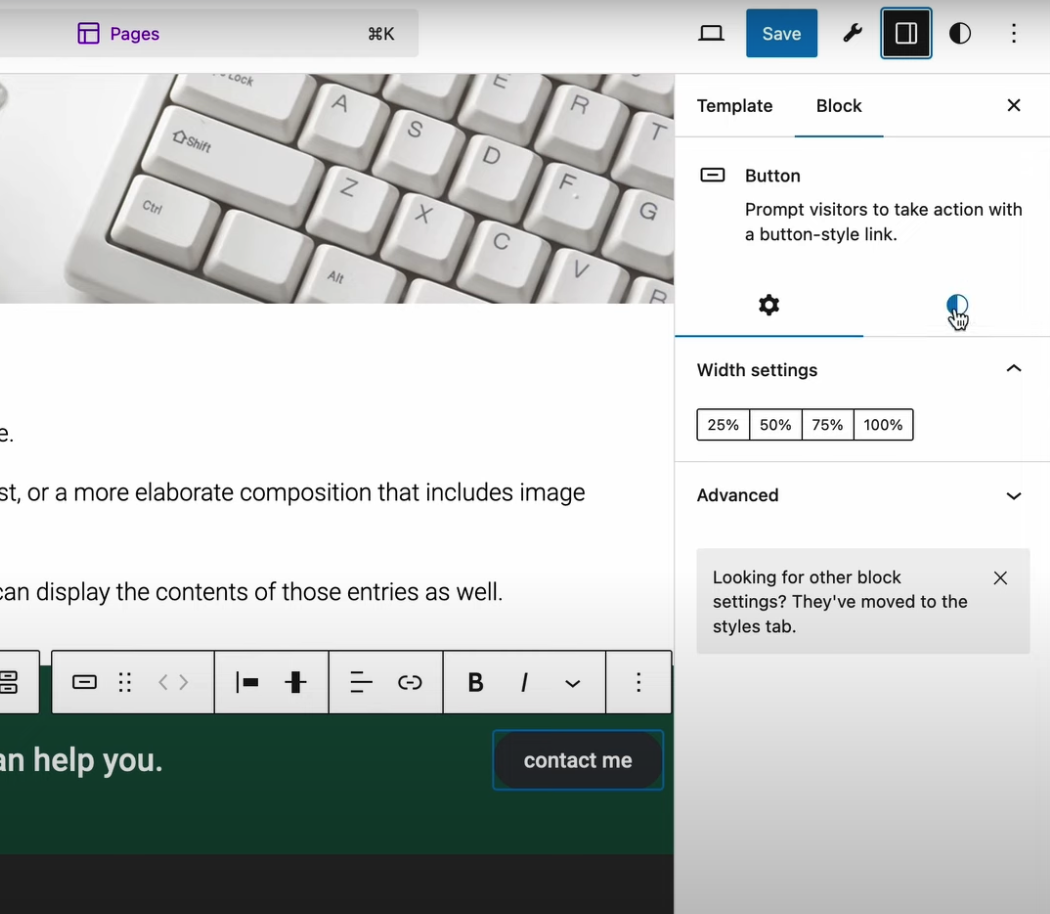 Pages
⌘K
Save
Lock
A
S
D
E
R
F
T
G
Shift
Z
X
C
V
B
Ctrl
Alt
Template
Block
Button
Prompt visitors to take action with
a button-style link.
Width settings
25% 50% 75% 100%
Advanced
Looking for other block
settings? They've moved to the
styles tab.
e.
st, or a more elaborate composition that includes image
can display the contents of those entries as well.
B I
an help you.
contact me